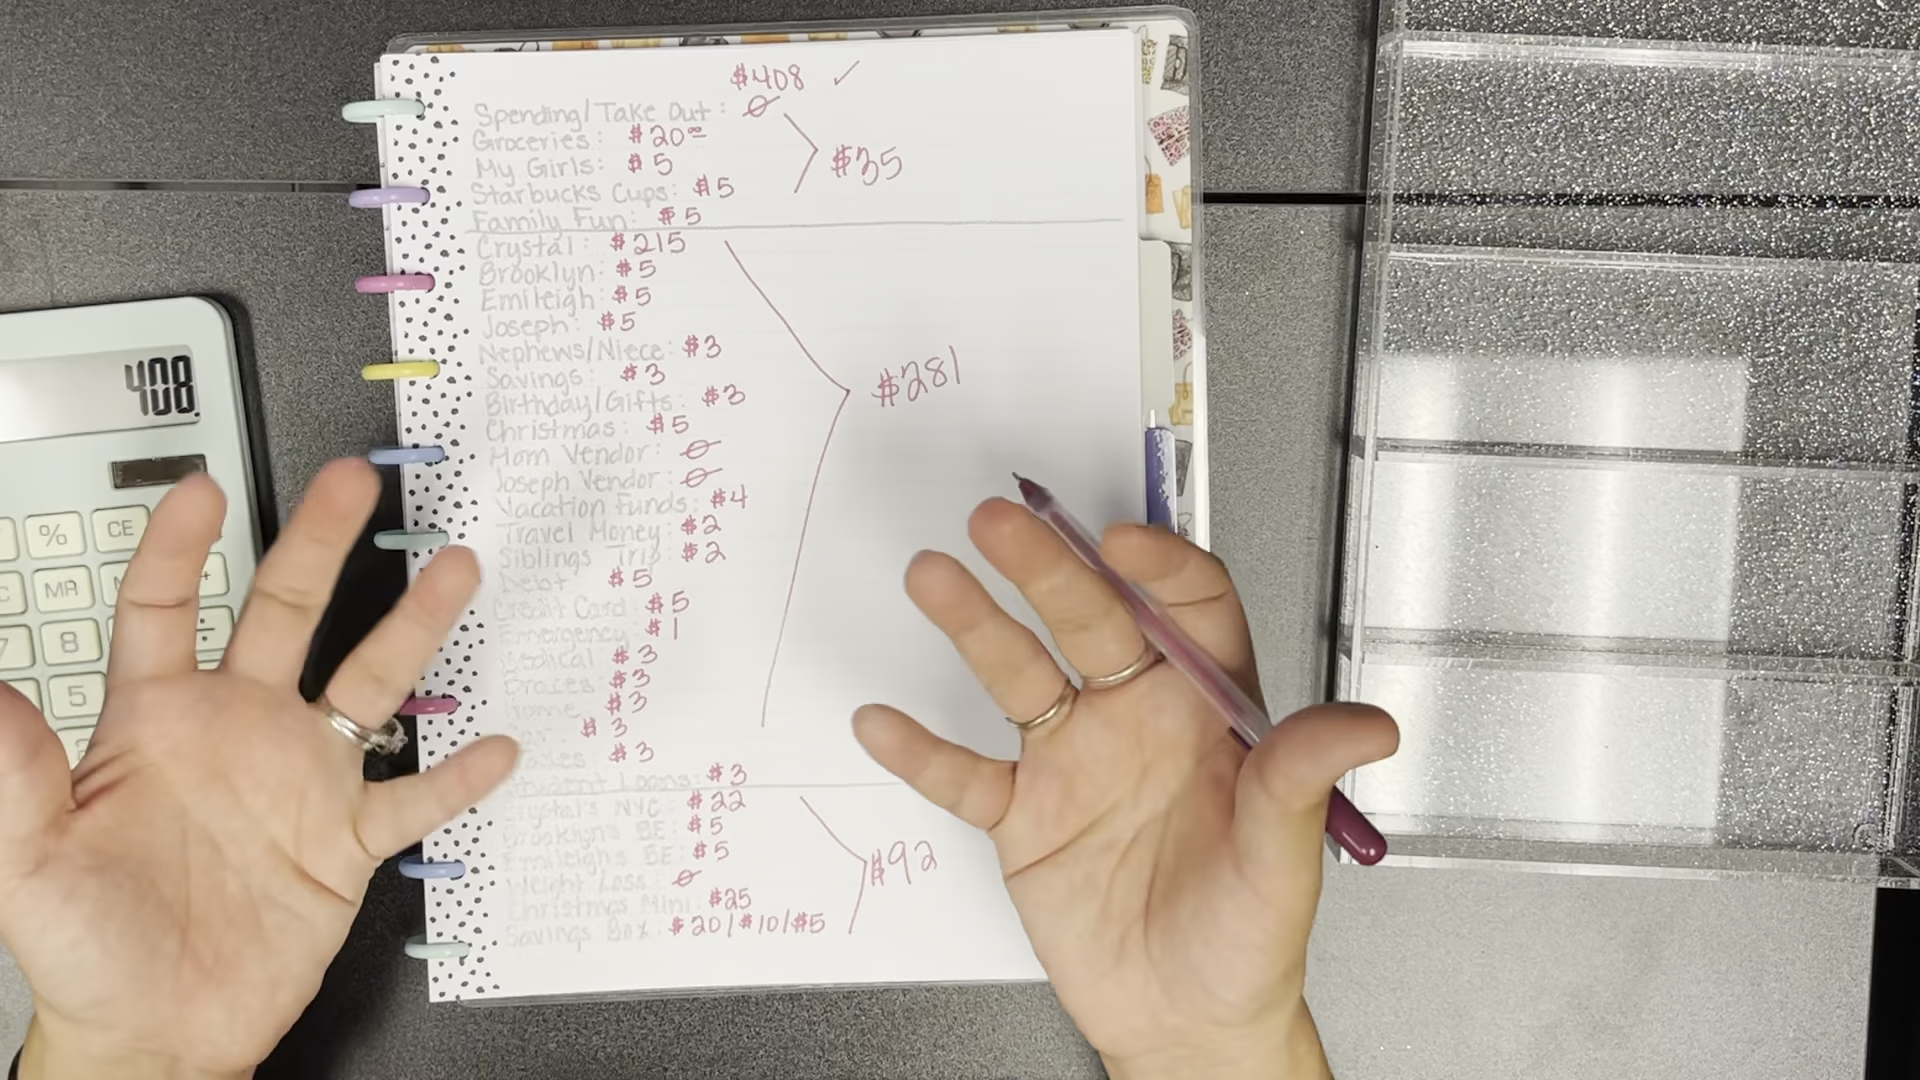 $408 ✓
Spending/Take Out: ∅
Groceries: $20⁰⁰
My Girls: $5
Starbucks Cups: $5
Family Fun: $5
$35
Crystal: $215
Brooklyn: $5
Emileigh: $5
Joseph: $5
Nephews/Niece: $3
Savings: $3
Birthday/Gifts: $3
Christmas: $5
Mom Vendor: ∅
Joseph Vendor: ∅
Vacation Funds: $4
Travel Money: $2
Siblings Trip: $2
Debt $5
Credit Card: $5
Emergency $1
Medical $3
Braces: $3
Home $3
$3
$3
Student Loans: $3
$281
Crystal's NYC: $22
Brooklyn's BE: $5
Emileigh's BE: $5
Weight Loss: ∅
Christmas Mini: $25
Savings Box: $20/$10/$5
$92
408.
% CE
MR
7 8
5